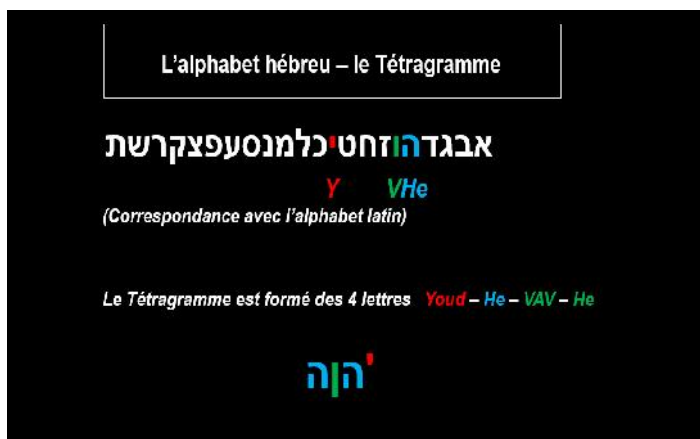 L'alphabet hébreu – le Tétragramme
אבגדהוזחטיכלמנסעפצקרשת
Y VHe
(Correspondance avec l'alphabet latin)
Le Tétragramme est formé des 4 lettres Youd – He – VAV – He
יהוה